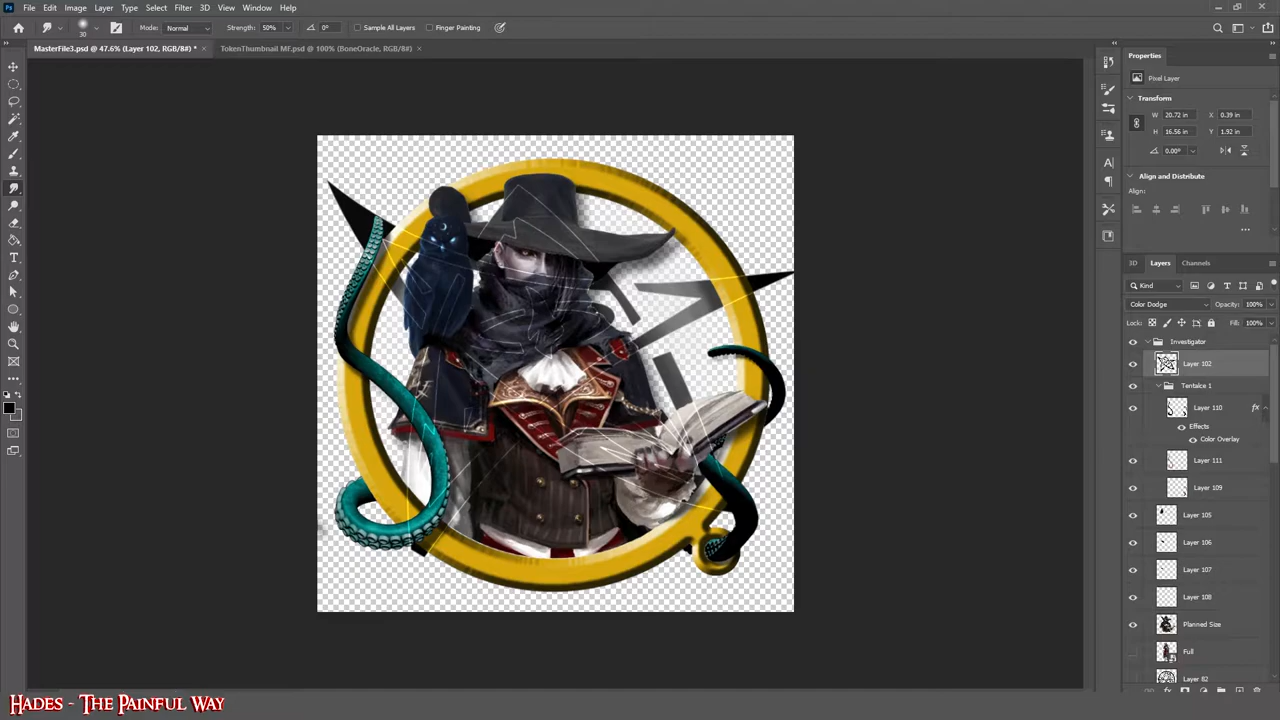 File Edit Image Layer Type Select Filter 3D View Window Help
30 Mode: Normal Strength: 50% 0° Sample All Layers Finger Painting
MasterFile3.psd @ 47.6% (Layer 102, RGB/8#) * × TokenThumbnail MF.psd @ 100% (BoneOracle, RGB/8#) ×
Properties
Pixel Layer
Transform
W 20.72 in X 0.39 in
H 16.56 in Y 1.92 in
0.00°
Align and Distribute
Align:
3D Layers Channels
Kind
Color Dodge Opacity: 100%
Lock: Fill: 100%
Investigator
Layer 102
Tentalce 1
Layer 110 fx
Effects
Color Overlay
Layer 111
Layer 109
Layer 105
Layer 106
Layer 107
Layer 108
Planned Size
Full
Layer 82
Hades - The Painful Way